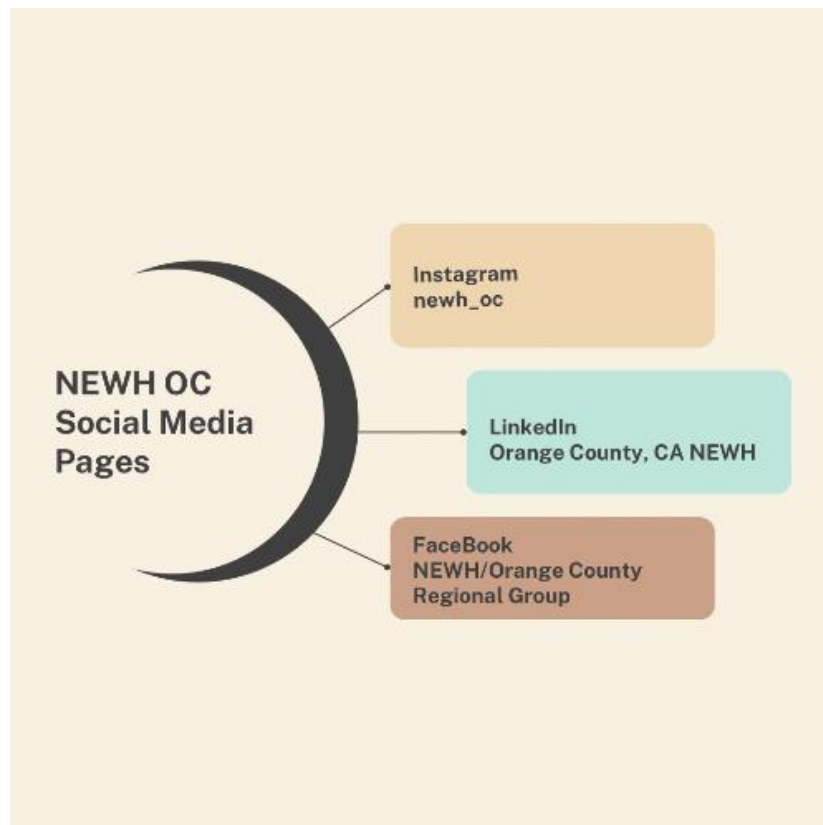 NEWH OC
Social Media
Pages
Instagram
newh_oc
LinkedIn
Orange County, CA NEWH
FaceBook
NEWH/Orange County
Regional Group